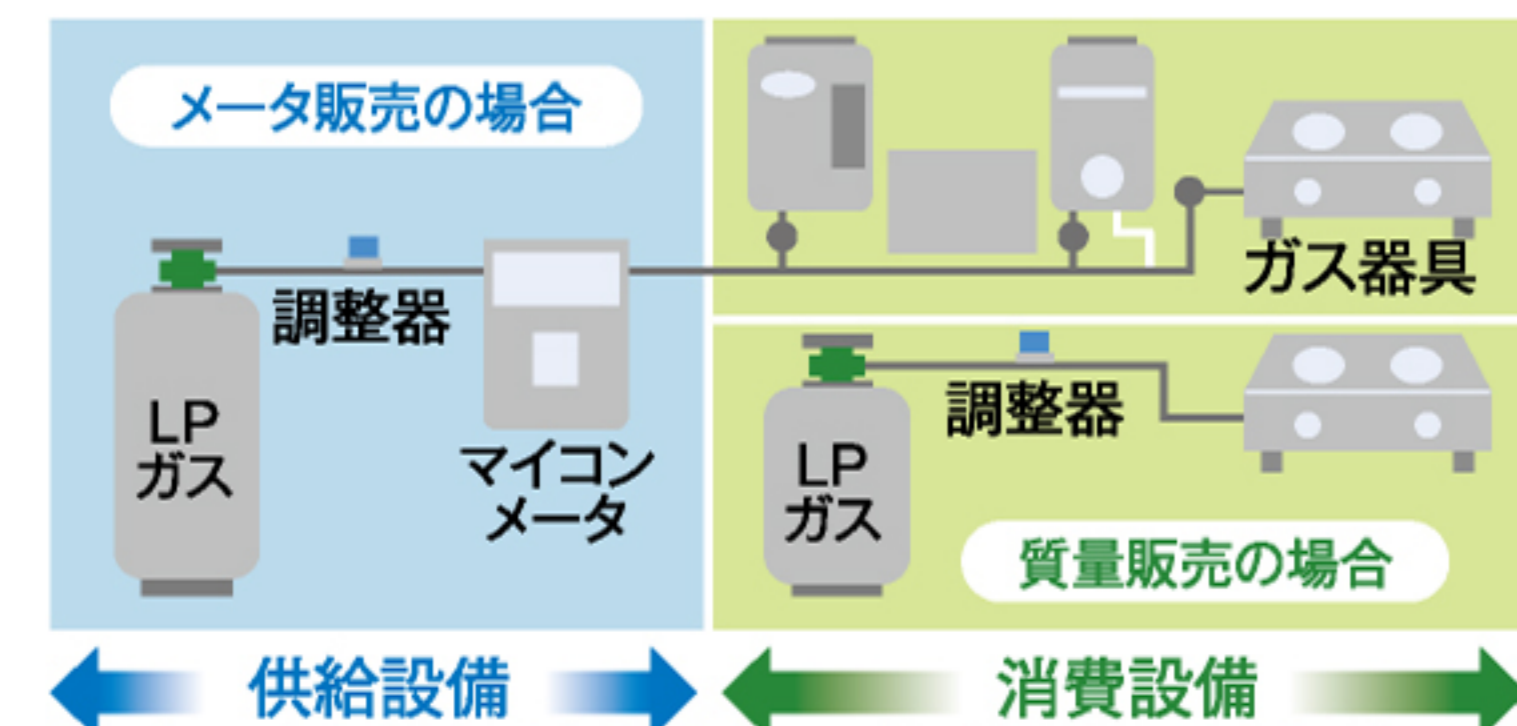 メータ販売の場合
調整器
LP
ガス
マイコン
メータ
ガス器具
調整器
LP
ガス
質量販売の場合
供給設備
消費設備